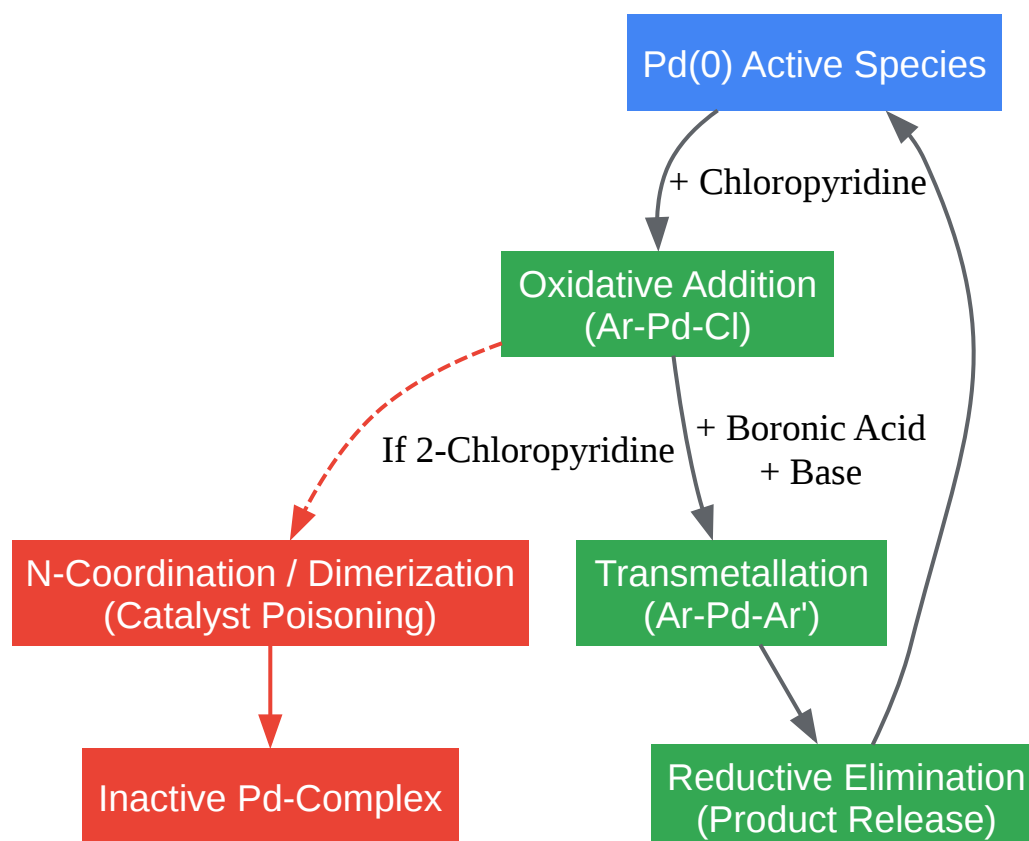 Pd(0) Active Species
+ Chloropyridine
Oxidative Addition
(Ar-Pd-Cl)
If 2-Chloropyridine
+ Boronic Acid
+ Base
N-Coordination / Dimerization
(Catalyst Poisoning)
Transmetallation
(Ar-Pd-Ar')
Inactive Pd-Complex
Reductive Elimination
(Product Release)